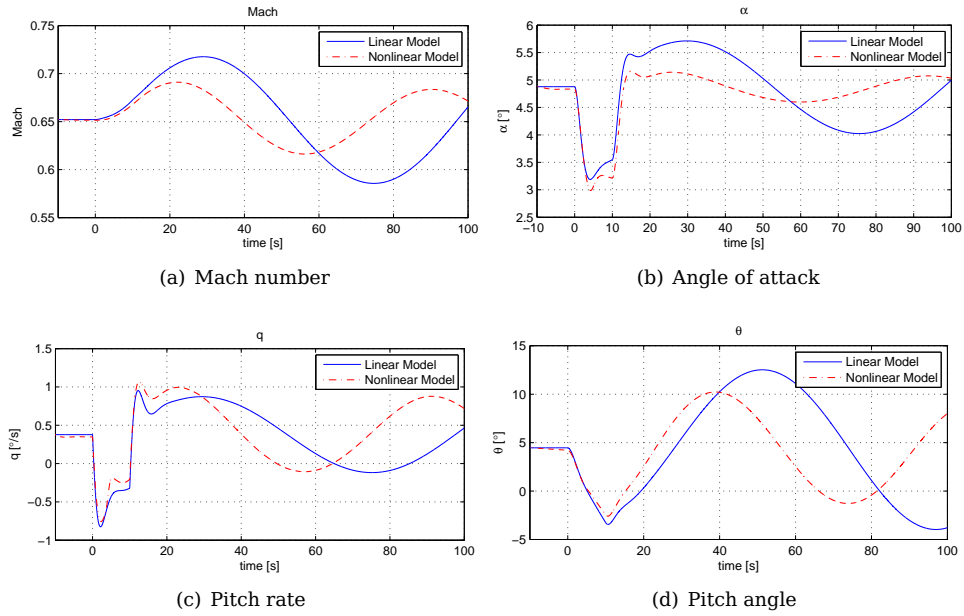 Mach
Mach
0.75
0.7
0.65
0.6
0.55
0 20 40 60 80 100
time [s]
Linear Model
Nonlinear Model
(a) Mach number
α
α [°]
6
5.5
5
4.5
4
3.5
3
2.5
−10 0 10 20 30 40 50 60 70 80 90 100
time [s]
Linear Model
Nonlinear Model
(b) Angle of attack
q
q [°/s]
1.5
1
0.5
0
−0.5
−1
0 20 40 60 80 100
time [s]
Linear Model
Nonlinear Model
(c) Pitch rate
θ
θ [°]
15
10
5
0
−5
0 20 40 60 80 100
time [s]
Linear Model
Nonlinear Model
(d) Pitch angle